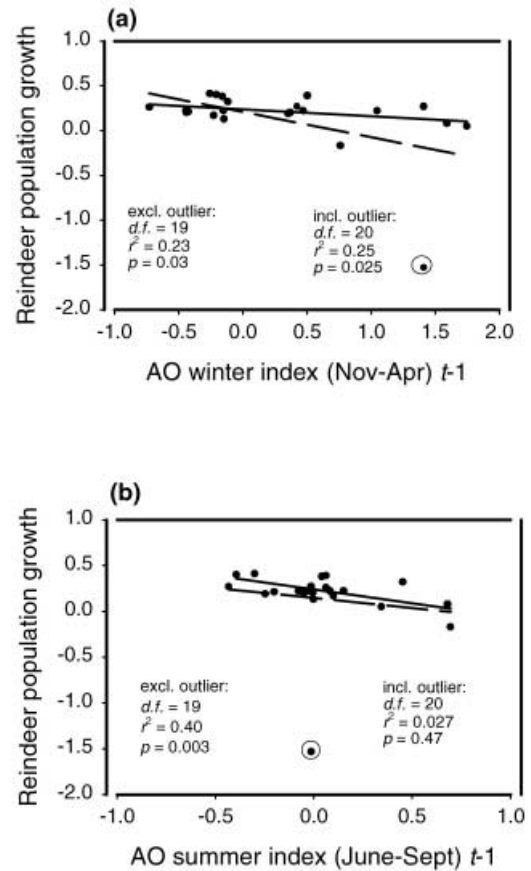 (a)
Reindeer population growth
1.0
0.5
0.0
-0.5
-1.0
-1.5
-2.0
excl. outlier:
d.f. = 19
r² = 0.23
p = 0.03
incl. outlier:
d.f. = 20
r² = 0.25
p = 0.025
-1.0 -0.5 0.0 0.5 1.0 1.5 2.0
AO winter index (Nov-Apr) t-1
(b)
Reindeer population growth
1.0
0.5
0.0
-0.5
-1.0
-1.5
-2.0
excl. outlier:
d.f. = 19
r² = 0.40
p = 0.003
incl. outlier:
d.f. = 20
r² = 0.027
p = 0.47
-1.0 -0.5 0.0 0.5 1.0
AO summer index (June-Sept) t-1